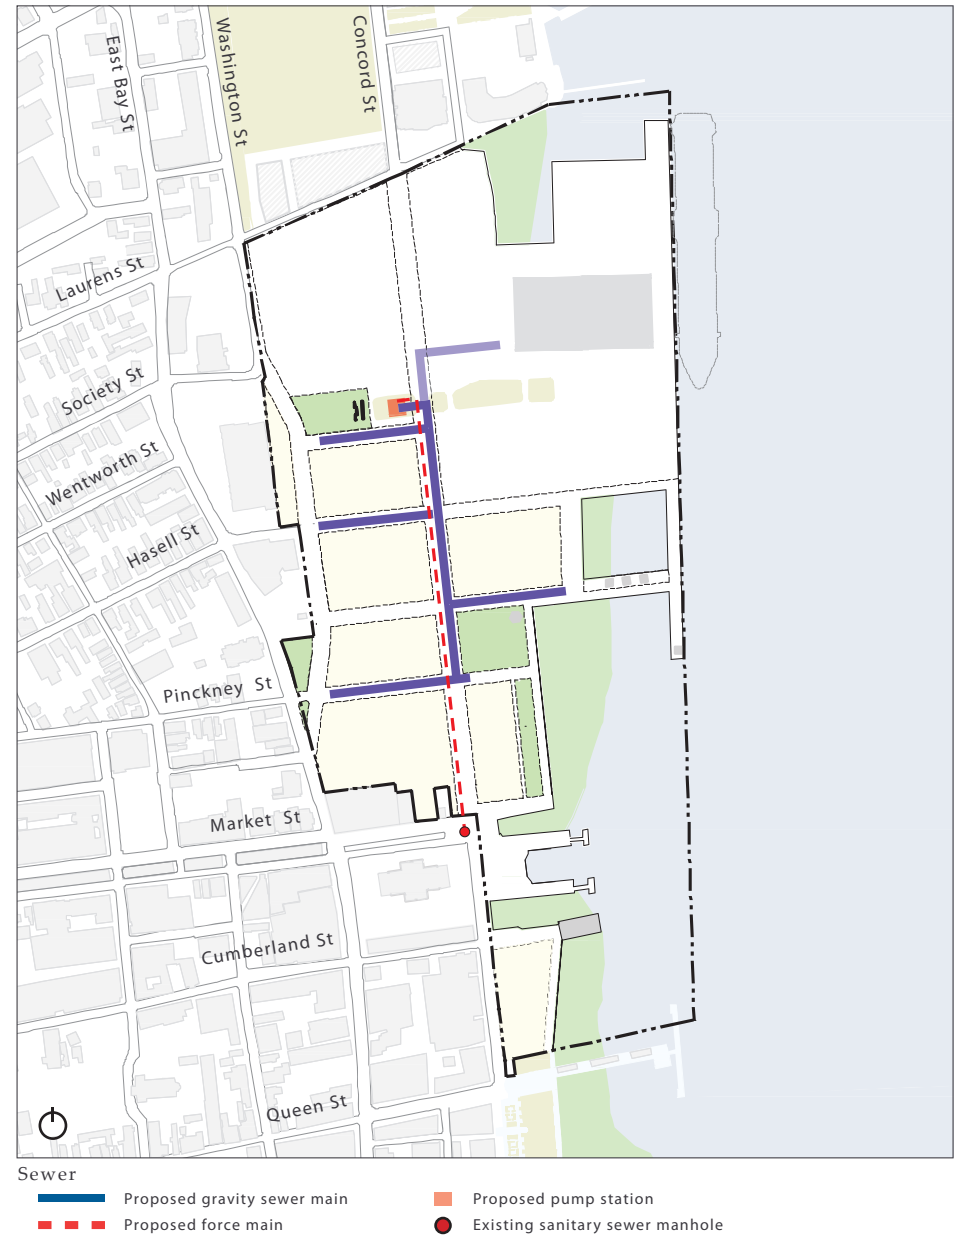 East Bay St
Washington St
Concord St
Laurens St
Society St
Wentworth St
Hasell St
Pinckney St
Market St
Cumberland St
Queen St
Sewer
Proposed gravity sewer main
Proposed pump station
Proposed force main
Existing sanitary sewer manhole